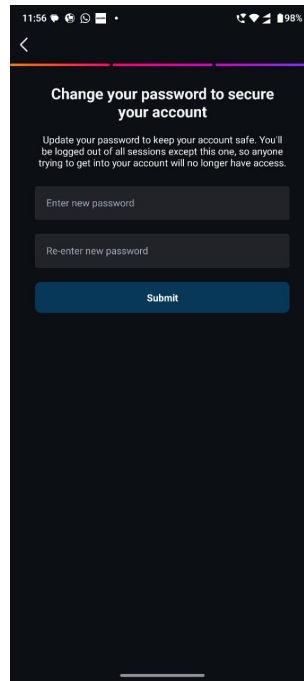 11:56
98%
Change your password to secure
your account
Update your password to keep your account safe. You'll
be logged out of all sessions except this one, so anyone
trying to get into your account will no longer have access.
Enter new password
Re-enter new password
Submit